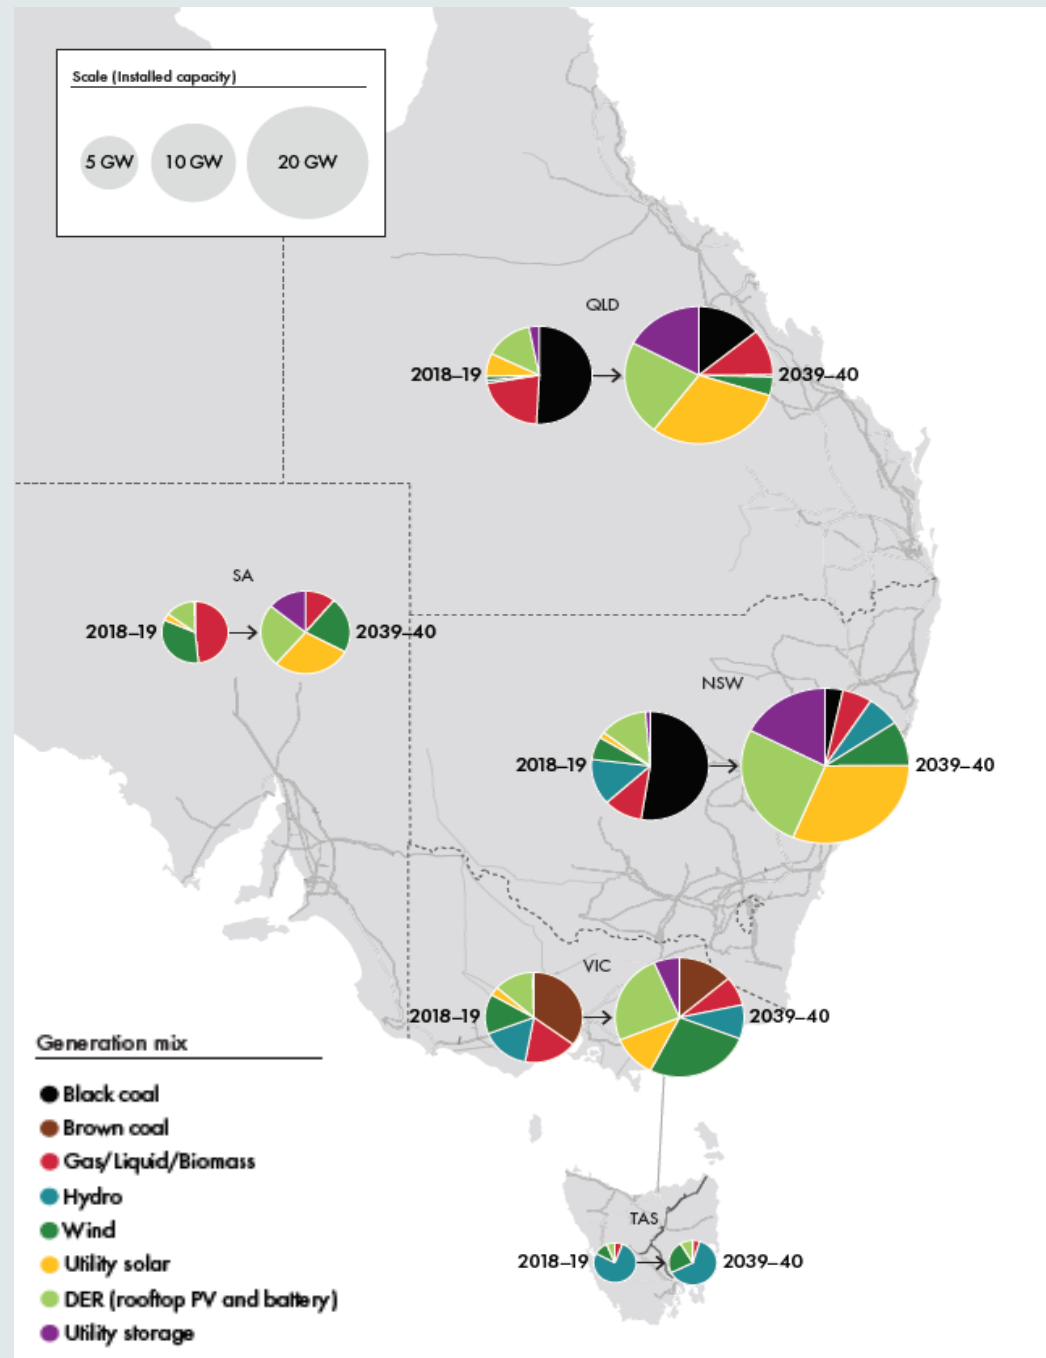 Scale (Installed capacity)
5 GW 10 GW 20 GW
QLD
2018–19 2039–40
SA
2018–19 2039–40
NSW
2018–19 2039–40
VIC
2018–19 2039–40
Generation mix
Black coal
Brown coal
Gas/Liquid/Biomass
Hydro
Wind
Utility solar
DER (rooftop PV and battery)
Utility storage
TAS
2018–19 2039–40